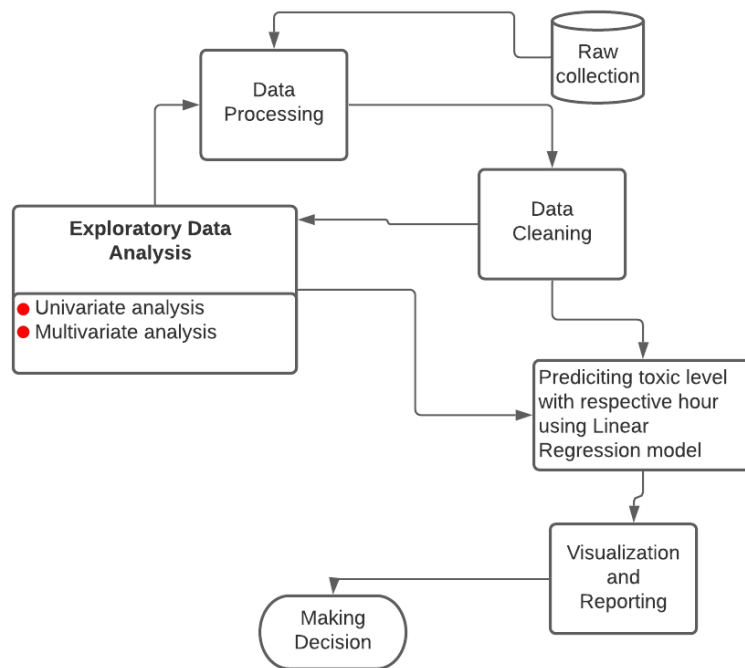 Raw
collection
Data
Processing
Data
Cleaning
Exploratory Data
Analysis
Univariate analysis
Multivariate analysis
Prediciting toxic level
with respective hour
using Linear
Regression model
Visualization
and
Reporting
Making
Decision